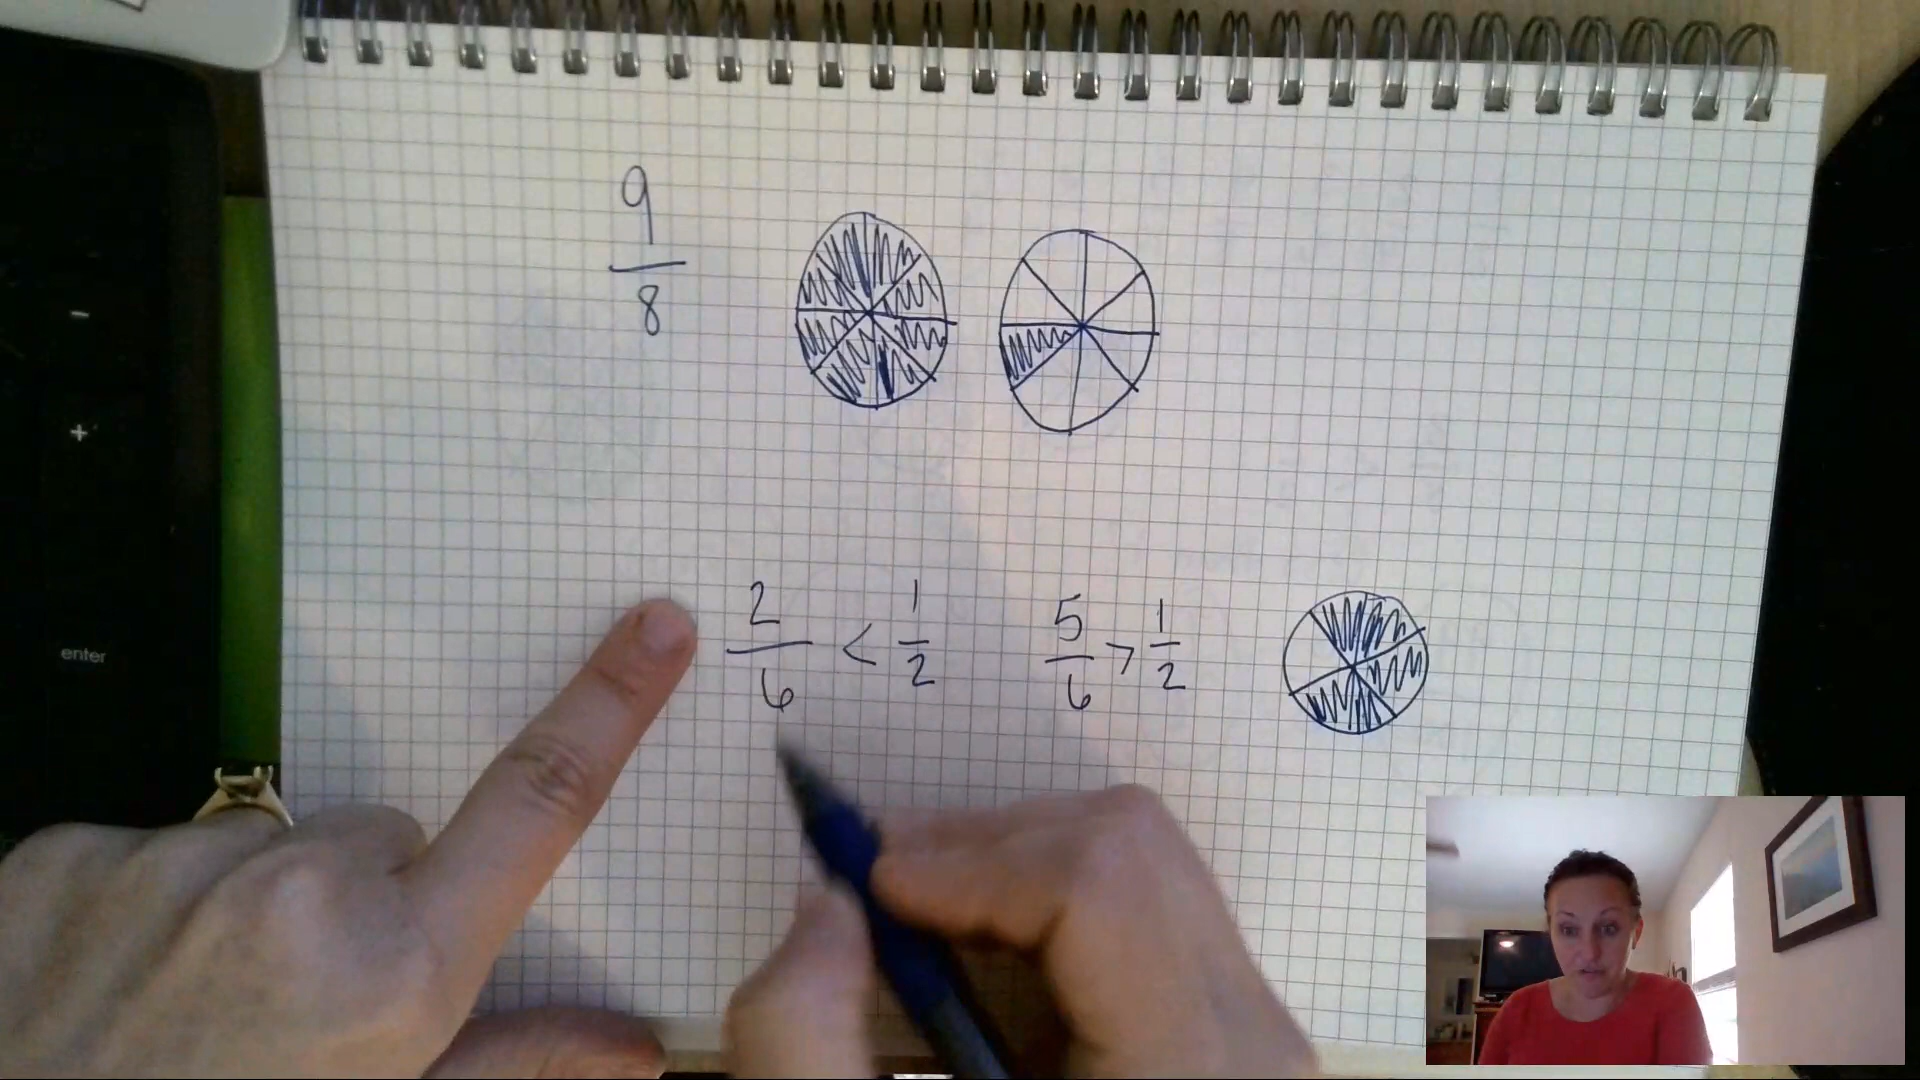 9/8
2/6 < 1/2 5/6 > 1/2
-
+
enter